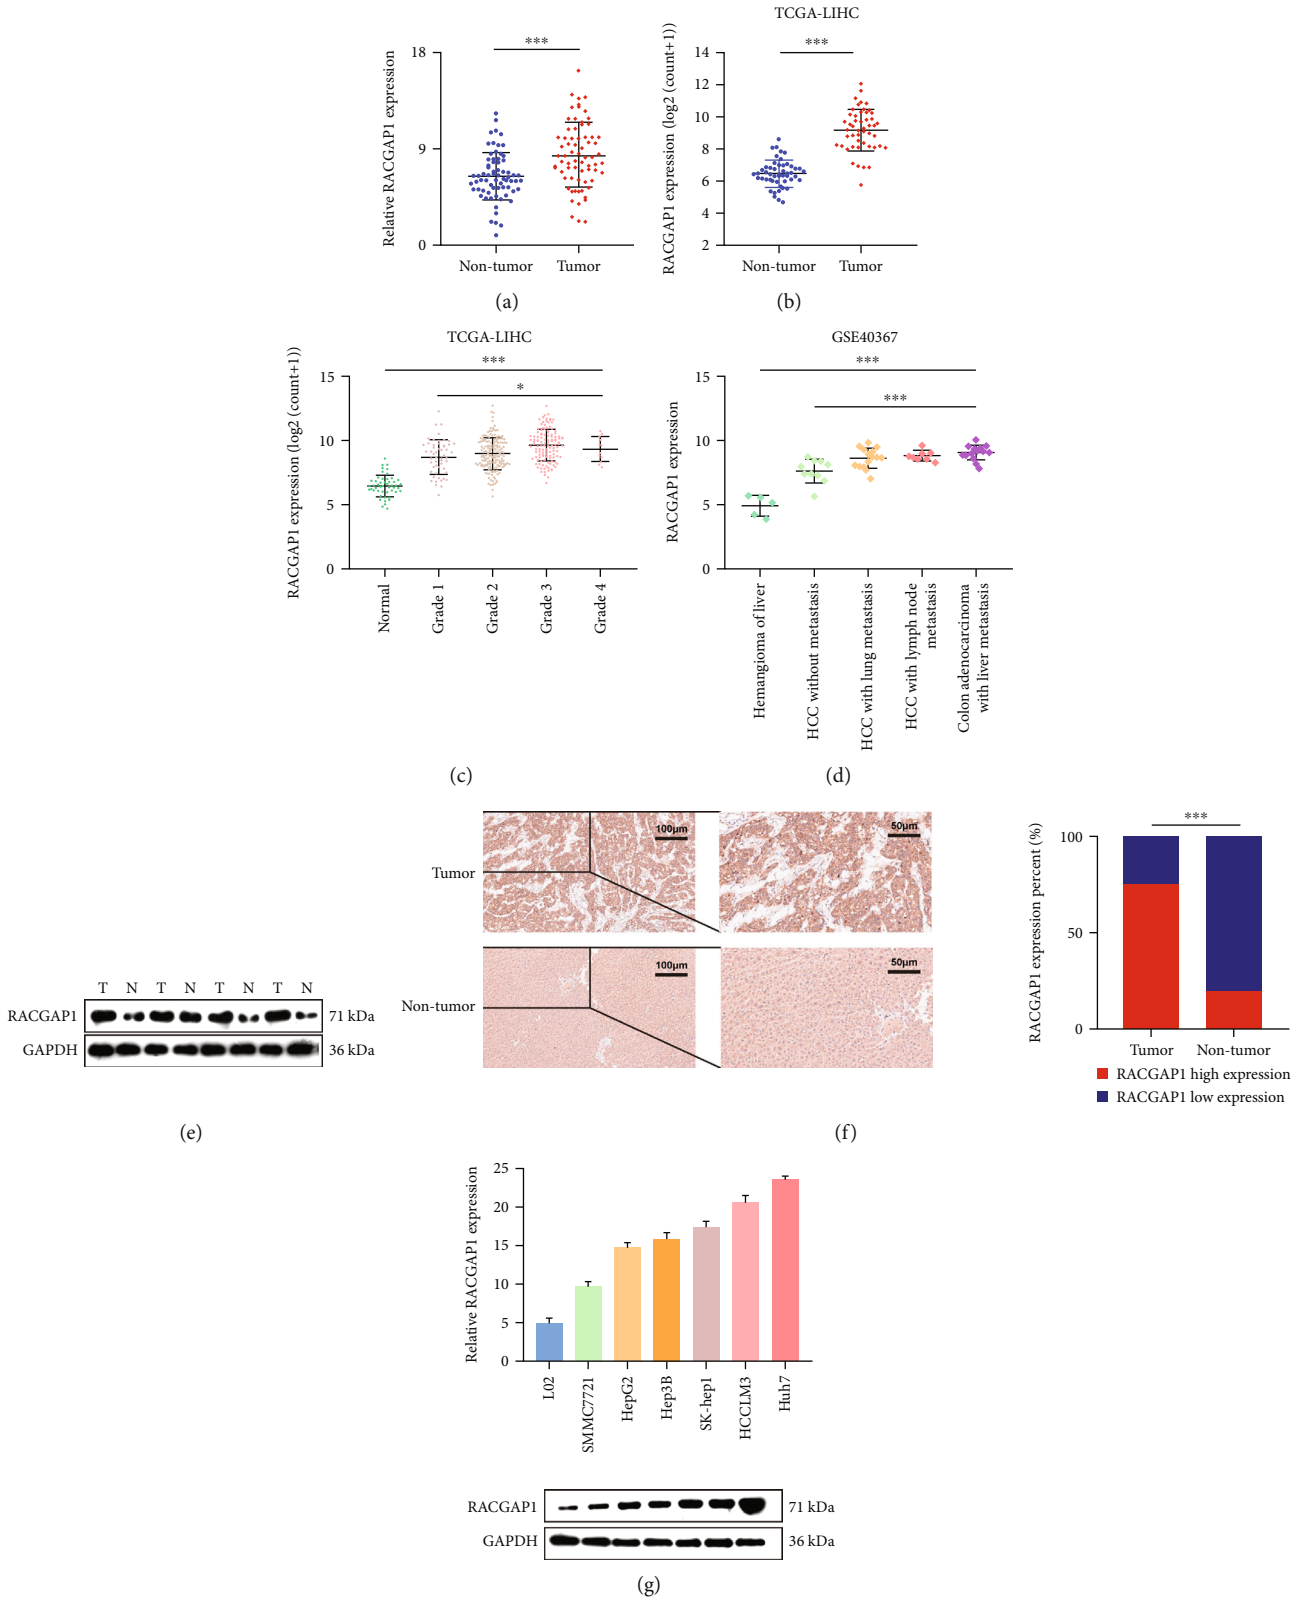 ***
18
9
0
Relative RACGAP1 expression
Non-tumor
Tumor
(a)
TCGA-LIHC
***
14
12
10
8
6
4
2
RACGAP1 expression (log2 (count+1))
Non-tumor
Tumor
(b)
TCGA-LIHC
***
*
15
10
5
0
RACGAP1 expression (log2 (count+1))
Normal
Grade 1
Grade 2
Grade 3
Grade 4
(c)
GSE40367
***
***
15
10
5
0
RACGAP1 expression
Hemangioma of liver
HCC without metastasis
HCC with lung metastasis
HCC with lymph node
metastasis
Colon adenocarcinoma
with liver metastasis
(d)
T N T N T N T N
RACGAP1 71 kDa
GAPDH 36 kDa
(e)
Tumor
100μm
50μm
Non-tumor
100μm
50μm
***
100
50
0
RACGAP1 expression percent (%)
Tumor
Non-tumor
RACGAP1 high expression
RACGAP1 low expression
(f)
25
20
15
10
5
0
Relative RACGAP1 expression
L02
SMMC7721
HepG2
Hep3B
SK-hep1
HCCLM3
Huh7
RACGAP1 71 kDa
GAPDH 36 kDa
(g)